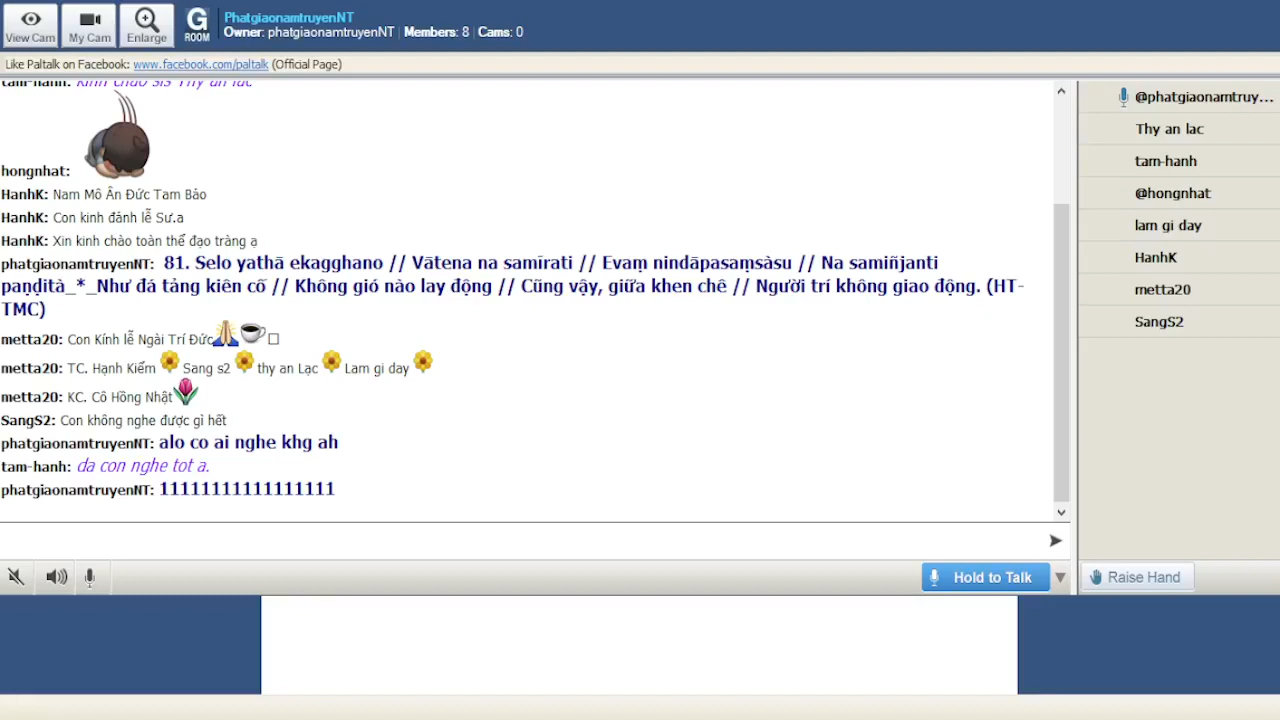 View Cam
My Cam
Enlarge
G
ROOM
PhatgiaonamtruyenNT
Owner: phatgiaonamtruyenNT | Members: 8 | Cams: 0
Like Paltalk on Facebook: www.facebook.com/paltalk (Official Page)
tam-hanh: kinh chao sis Thy an lac
hongnhat:
HanhK: Nam Mô Ân Đức Tam Bảo
HanhK: Con kinh đảnh lễ Sư.a
HanhK: Xin kinh chào toàn thể đạo tràng ạ
phatgiaonamtruyenNT: 81. Selo yathā ekagghano // Vātena na samīrati // Evaṃ nindāpasaṃsàsu // Na samiñjanti
paṇḍità_*_Như đá tảng kiên cố // Không gió nào lay động // Cũng vậy, giữa khen chê // Người trí không giao động. (HT-
TMC)
metta20: Con Kính lễ Ngài Trí Đức
metta20: TC. Hạnh Kiểm Sang s2 thy an Lạc Lam gi day
metta20: KC. Cô Hồng Nhật
SangS2: Con không nghe được gì hết
phatgiaonamtruyenNT: alo co ai nghe khg ah
tam-hanh: da con nghe tot a.
phatgiaonamtruyenNT: 11111111111111111
Hold to Talk
@phatgiaonamtruy...
Thy an lac
tam-hanh
@hongnhat
lam gi day
HanhK
metta20
SangS2
Raise Hand